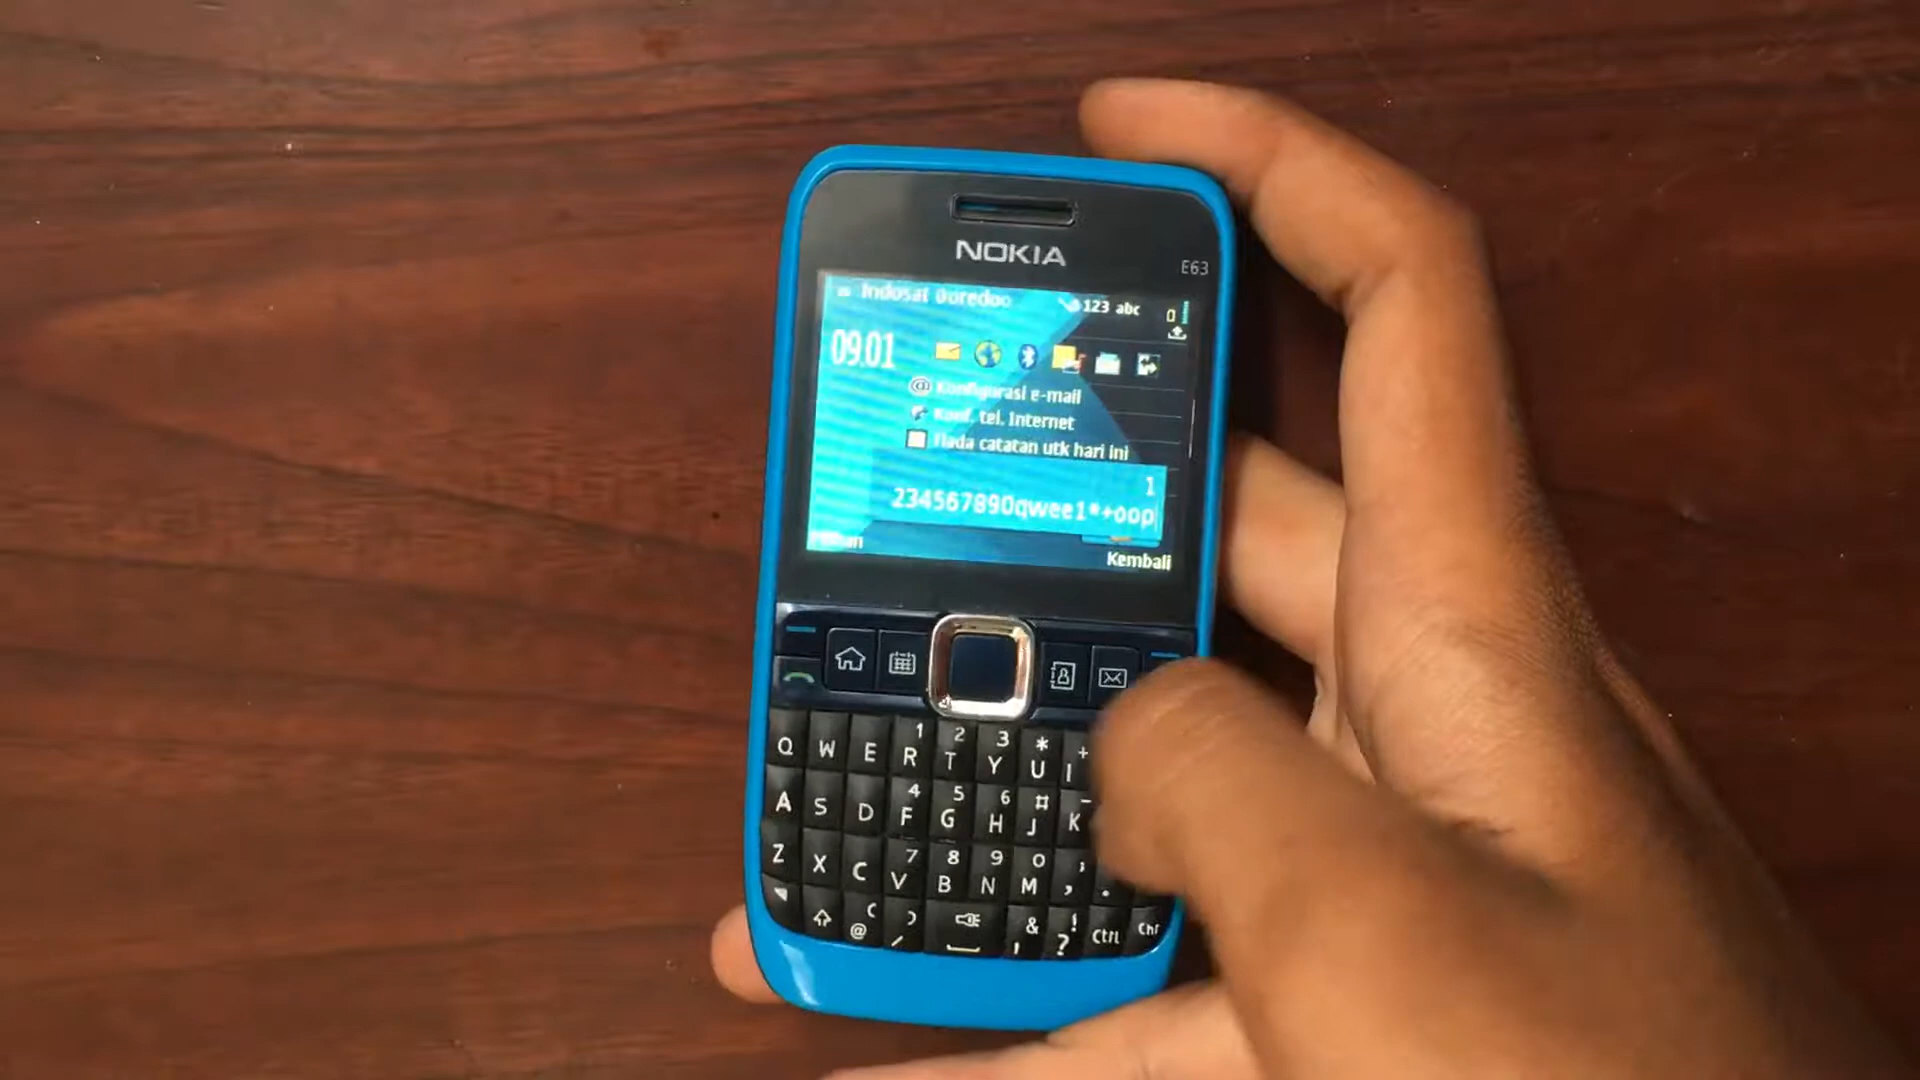 NOKIA
E63
Indosat Ooredoo
123 abc
09.01
Konfigurasi e-mail
Konf. tel. Internet
Tiada catatan utk hari ini
1
234567890qwee1*+oop
Kembali
1 2 3 * +
Q W E R T Y U I
4 5 6 # -
A S D F G H J K
7 8 9 0 ;
Z X C V B N M , .
( ) & !
@ / ' ? Ctrl Chr